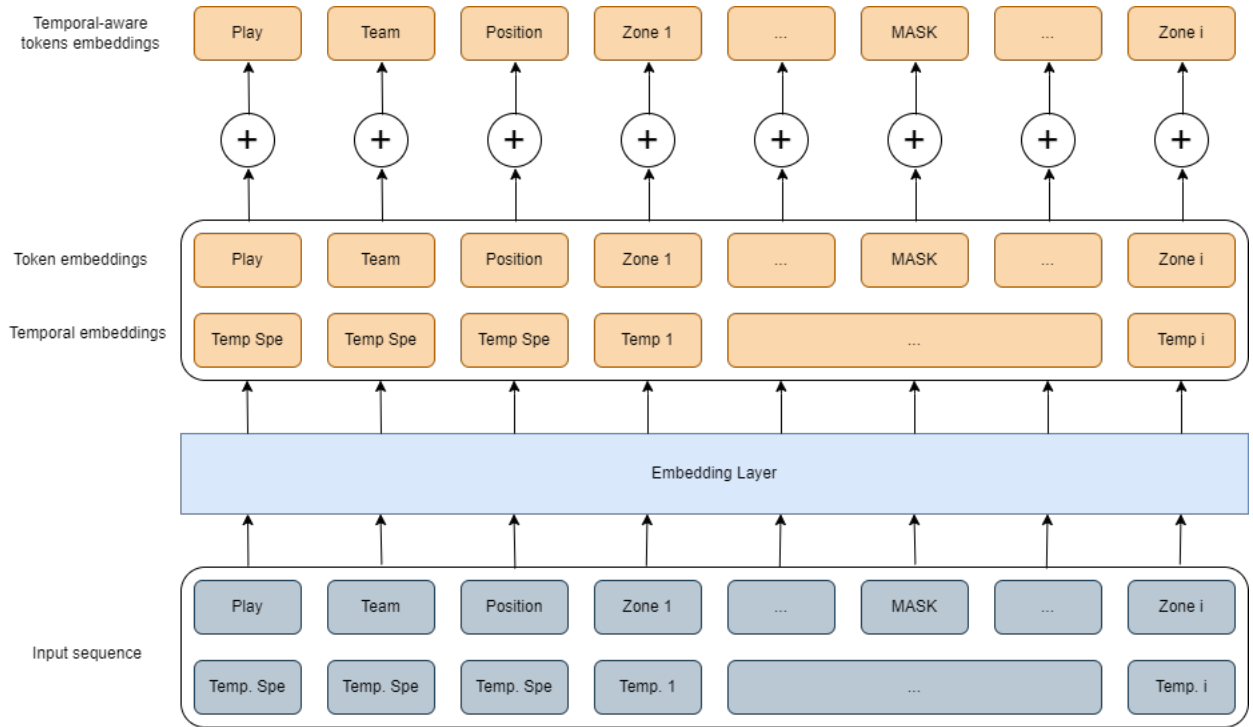 Temporal-aware
tokens embeddings
Play Team Position Zone 1 ... MASK ... Zone i
+ + + + + + + +
Token embeddings
Play Team Position Zone 1 ... MASK ... Zone i
Temporal embeddings
Temp Spe Temp Spe Temp Spe Temp 1 ... Temp i
Embedding Layer
Play Team Position Zone 1 ... MASK ... Zone i
Input sequence
Temp. Spe Temp. Spe Temp. Spe Temp. 1 ... Temp. i